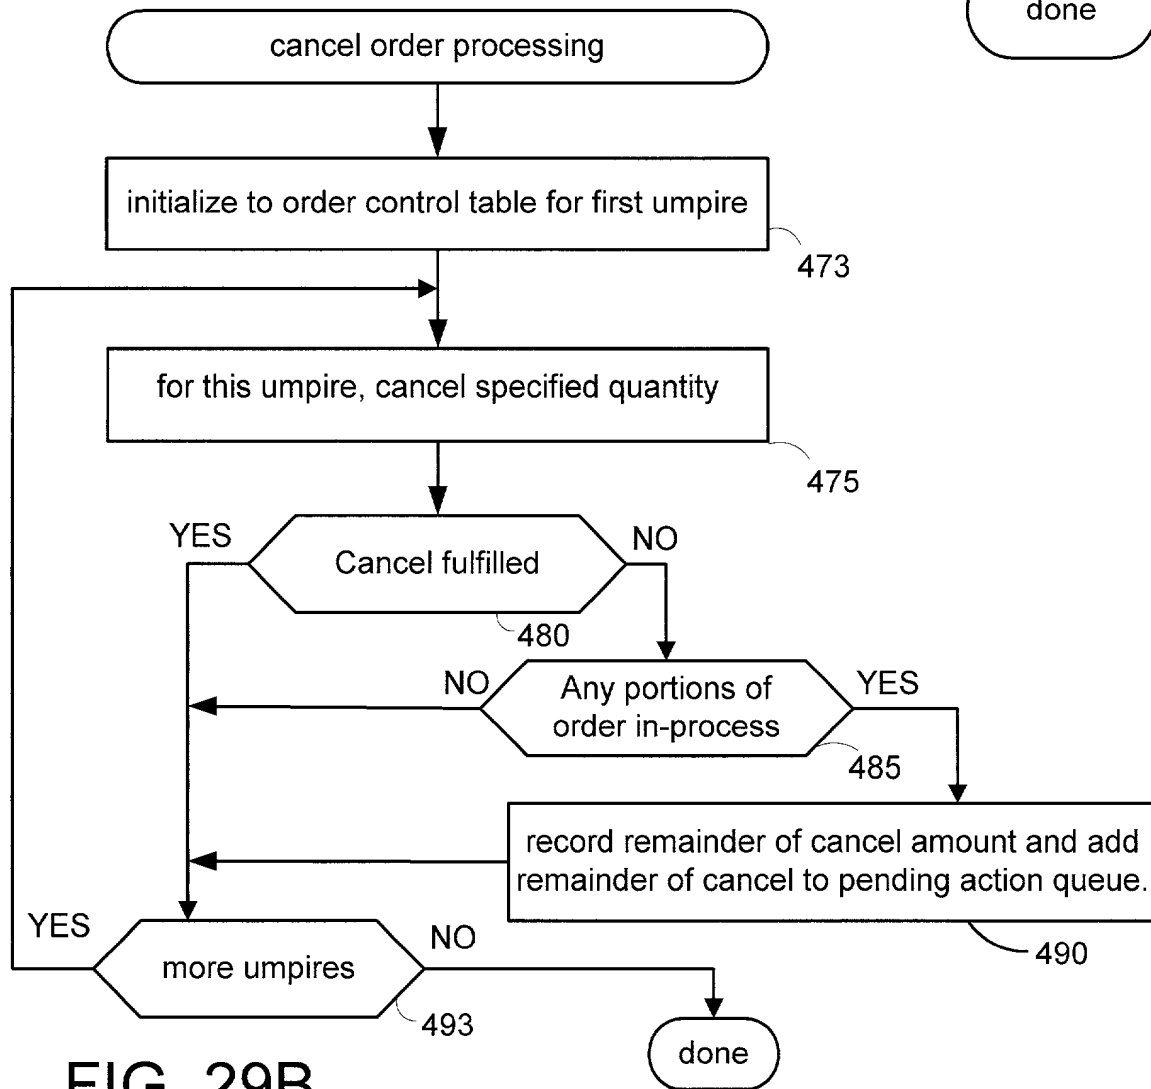 done
cancel order processing
initialize to order control table for first umpire
473
for this umpire, cancel specified quantity
475
YES
NO
Cancel fulfilled
480
NO
Any portions of
order in-process
YES
485
record remainder of cancel amount and add
remainder of cancel to pending action queue.
490
YES
more umpires
NO
493
done
FIG. 29B